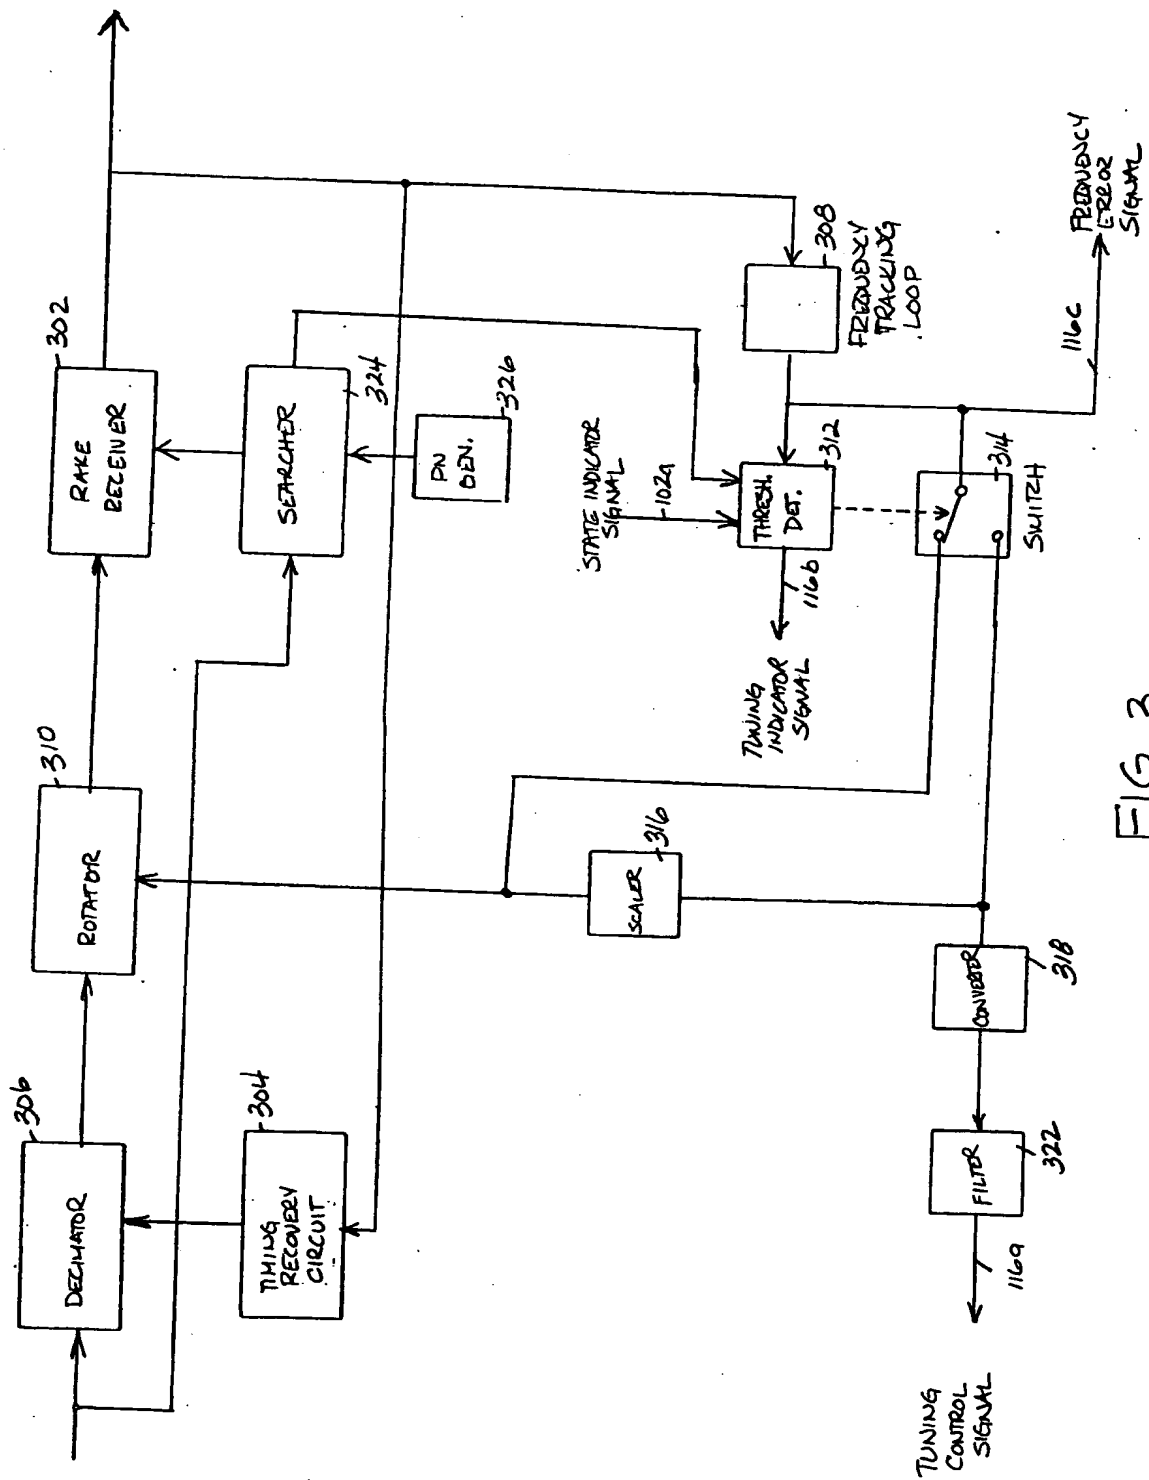 306
DECIMATOR
310
ROTATOR
302
RAKE
RECEIVER
304
TIMING
RECOVERY
CIRCUIT
324
SEARCHER
326
PN
GEN.
308
FREQUENCY
TRACKING
LOOP
STATE INDICATOR
SIGNAL
102a
312
THRESH.
DET.
116b
TUNING
INDICATOR
SIGNAL
314
SWITCH
316
SCALER
318
CONVERTER
322
FILTER
116a
TUNING
CONTROL
SIGNAL
116c
FREQUENCY
ERROR
SIGNAL
FIG. 3